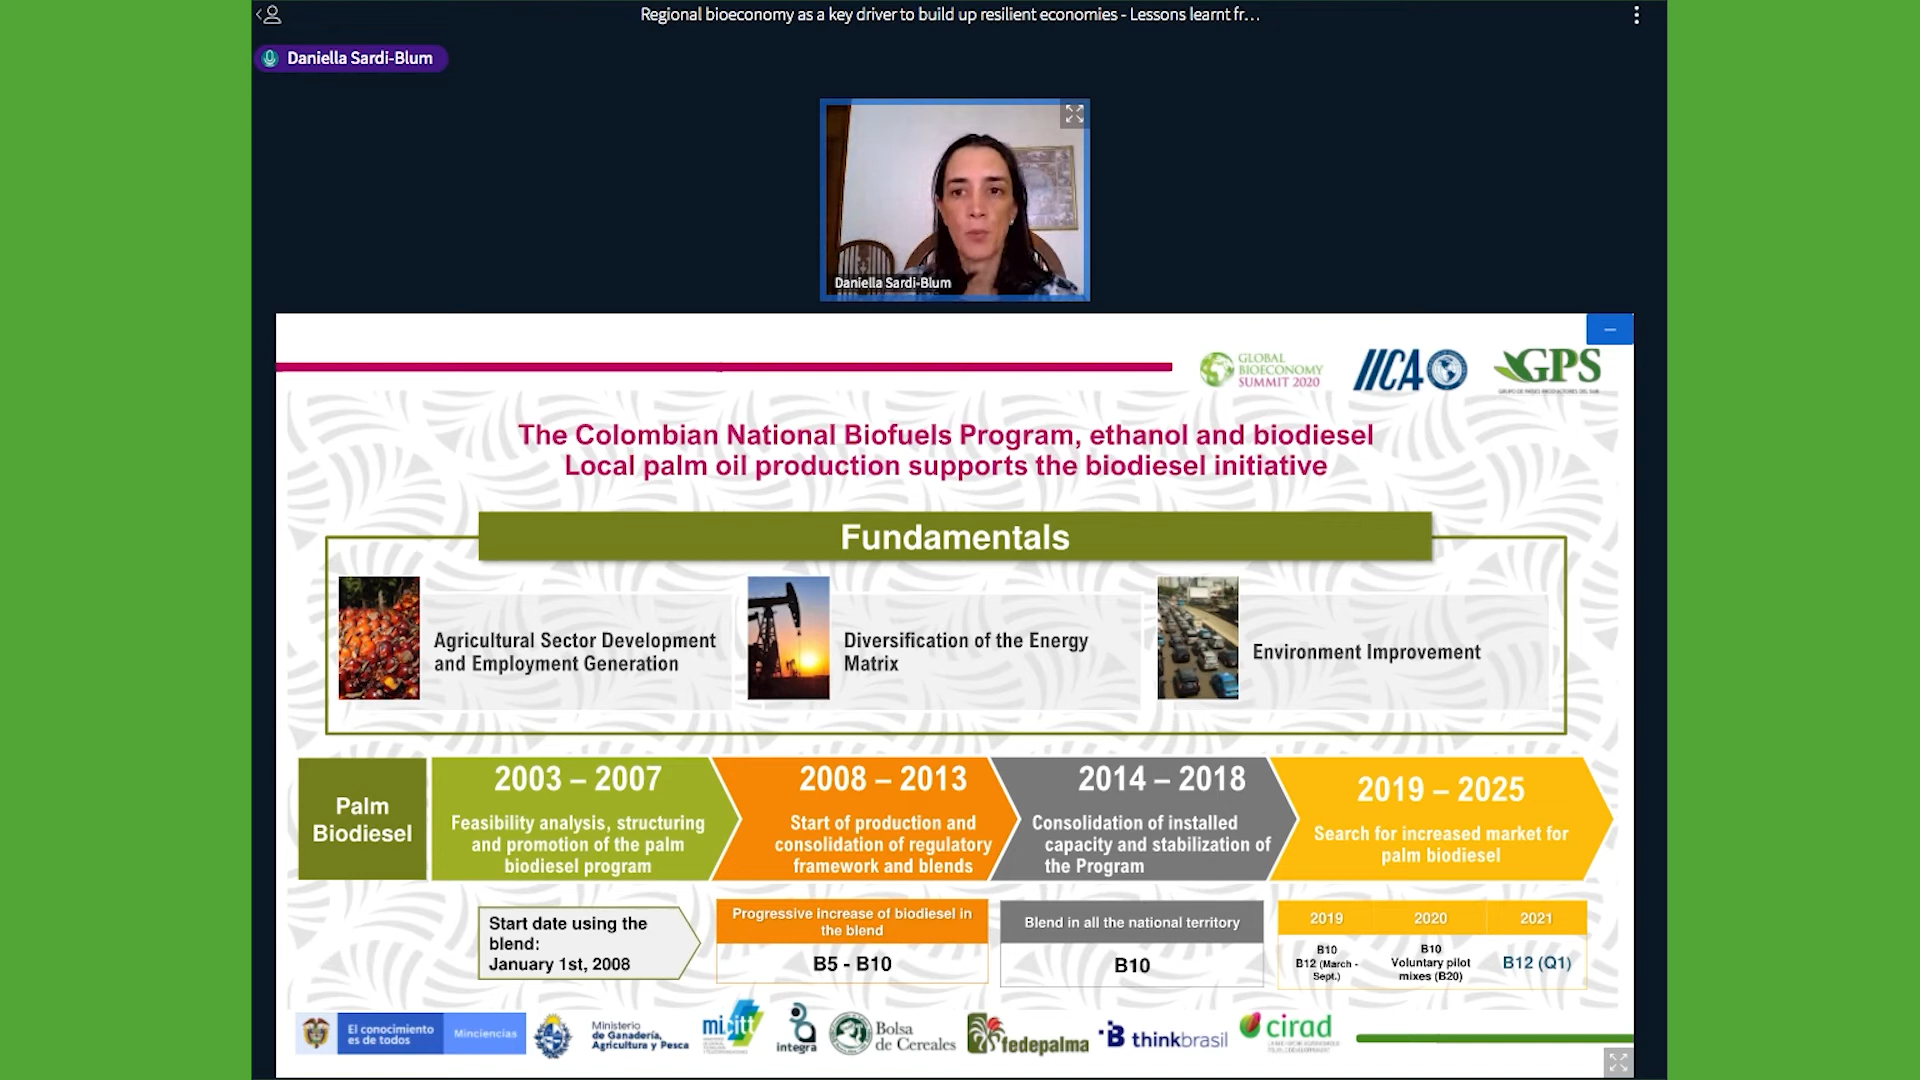 Regional bioeconomy as a key driver to build up resilient economies - Lessons learnt fr...
Daniella Sardi-Blum
Daniella Sardi-Blum
GLOBAL
BIOECONOMY
SUMMIT 2020
IICA
GPS
GRUPO DE PAÍSES PRODUCTORES DEL SUR
The Colombian National Biofuels Program, ethanol and biodiesel
Local palm oil production supports the biodiesel initiative
Fundamentals
Agricultural Sector Development
and Employment Generation
Diversification of the Energy
Matrix
Environment Improvement
Palm
Biodiesel
2003 – 2007
Feasibility analysis, structuring
and promotion of the palm
biodiesel program
2008 – 2013
Start of production and
consolidation of regulatory
framework and blends
2014 – 2018
Consolidation of installed
capacity and stabilization of
the Program
2019 – 2025
Search for increased market for
palm biodiesel
Start date using the
blend:
January 1st, 2008
Progressive increase of biodiesel in
the blend
B5 - B10
Blend in all the national territory
B10
2019
2020
2021
B10
B12 (March -
Sept.)
B10
Voluntary pilot
mixes (B20)
B12 (Q1)
El conocimiento
es de todos
Minciencias
Ministerio
de Ganadería,
Agricultura y Pesca
micitt
integra
Bolsa
de Cereales
fedepalma
thinkbrasil
cirad